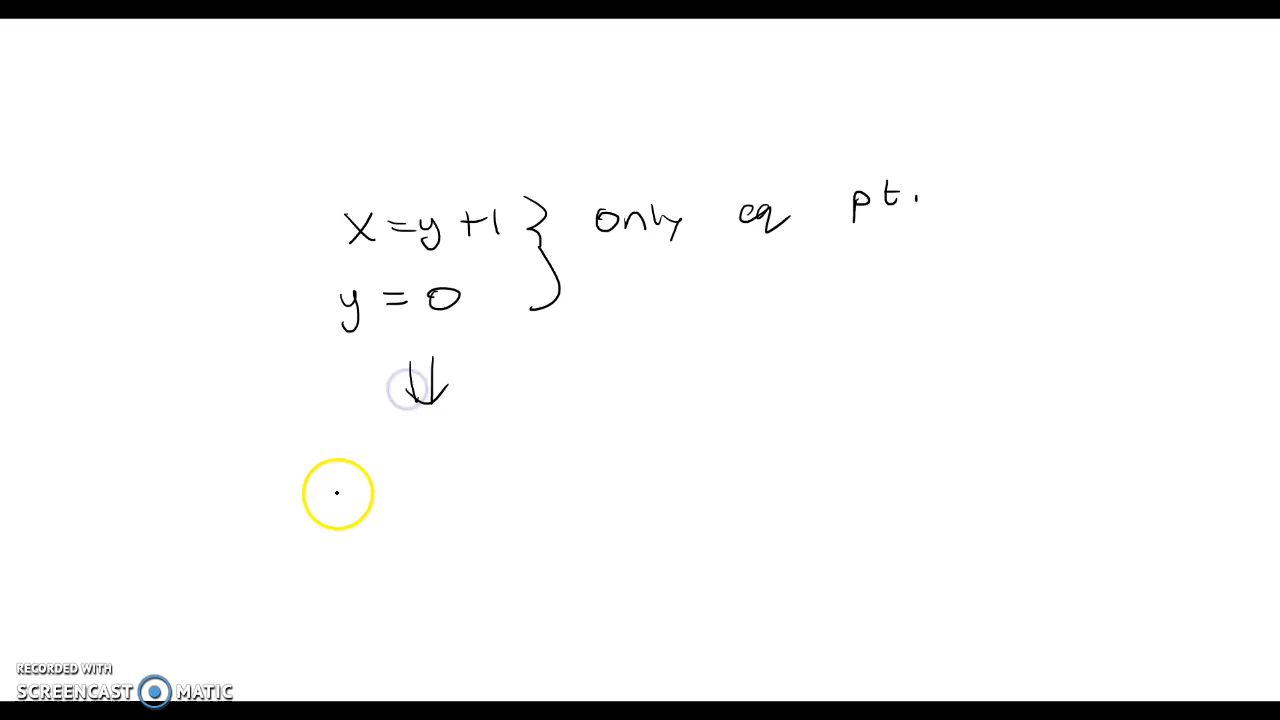 x = y + 1 } only eq pt.
y = 0
⇓
RECORDED WITH
SCREENCAST MATIC